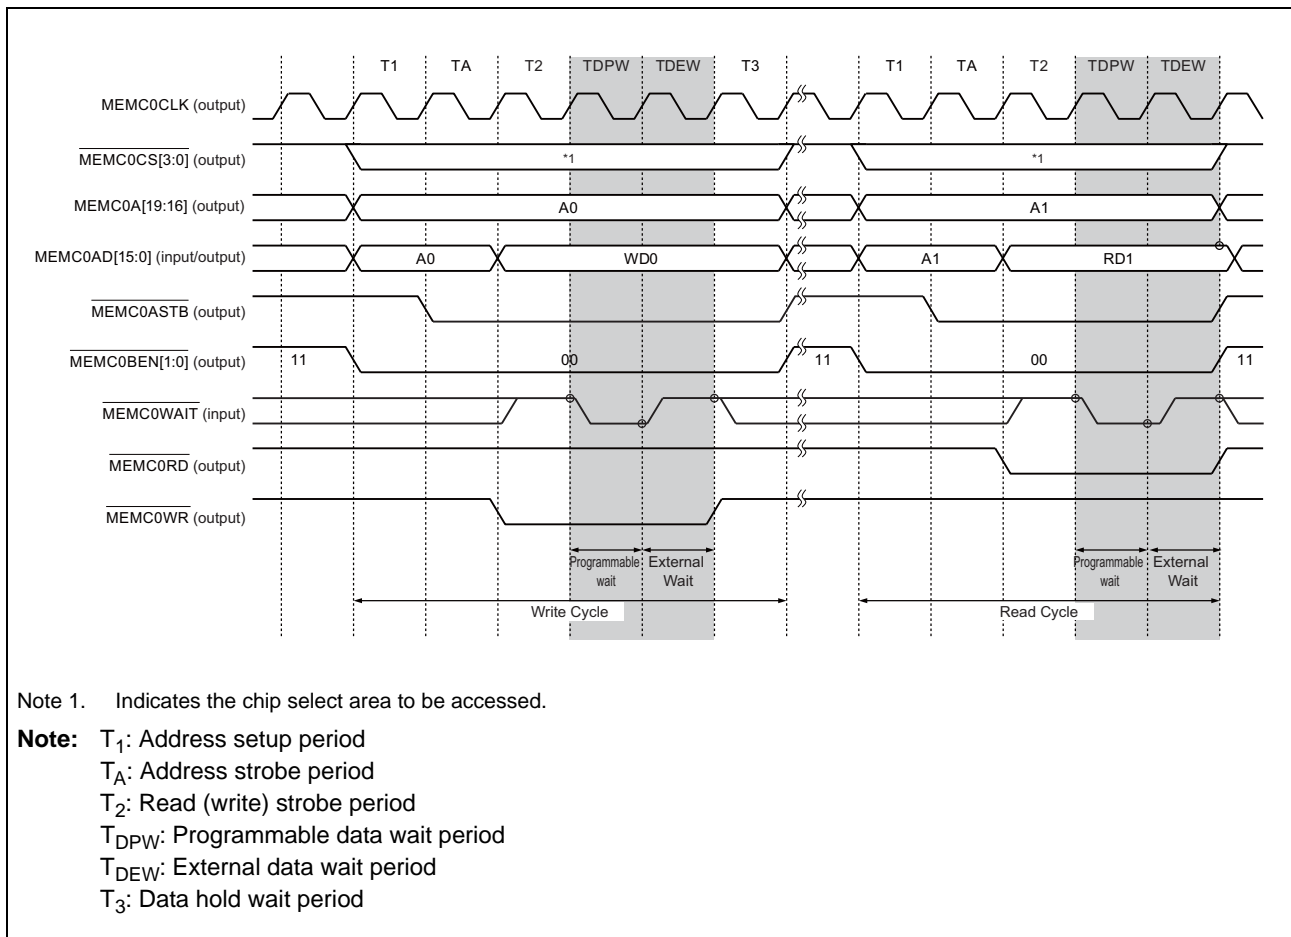 T1 TA T2 TDPW TDEW T3 T1 TA T2 TDPW TDEW
MEMC0CLK (output)
MEMC0CS[3:0] (output) *1 *1
MEMC0A[19:16] (output) A0 A1
MEMC0AD[15:0] (input/output) A0 WD0 A1 RD1
MEMC0ASTB (output)
MEMC0BEN[1:0] (output) 11 00 11 00 11
MEMC0WAIT (input)
MEMC0RD (output)
MEMC0WR (output)
Programmable External Programmable External
wait Wait wait Wait
Write Cycle Read Cycle
Note 1. Indicates the chip select area to be accessed.
Note: T1: Address setup period
TA: Address strobe period
T2: Read (write) strobe period
TDPW: Programmable data wait period
TDEW: External data wait period
T3: Data hold wait period